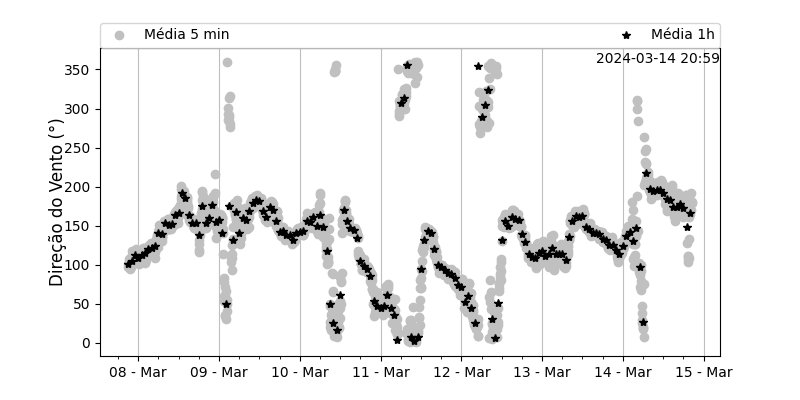 Média 5 min
Média 1h
2024-03-14 20:59
Direção do Vento (°)
350
300
250
200
150
100
50
0
08 - Mar
09 - Mar
10 - Mar
11 - Mar
12 - Mar
13 - Mar
14 - Mar
15 - Mar